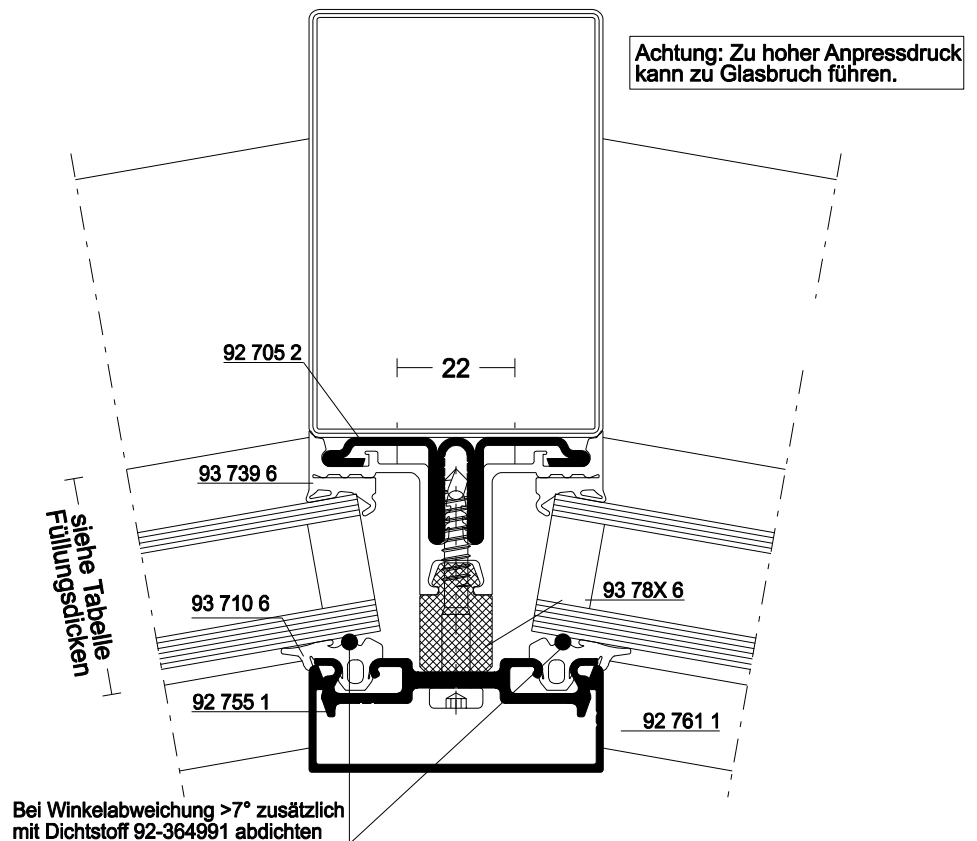 Achtung: Zu hoher Anpressdruck
kann zu Glasbruch führen.
92 705 2
22
93 739 6
siehe Tabelle
Füllungsdicken
93 78X 6
93 710 6
92 755 1
92 761 1
Bei Winkelabweichung >7° zusätzlich
mit Dichtstoff 92-364991 abdichten